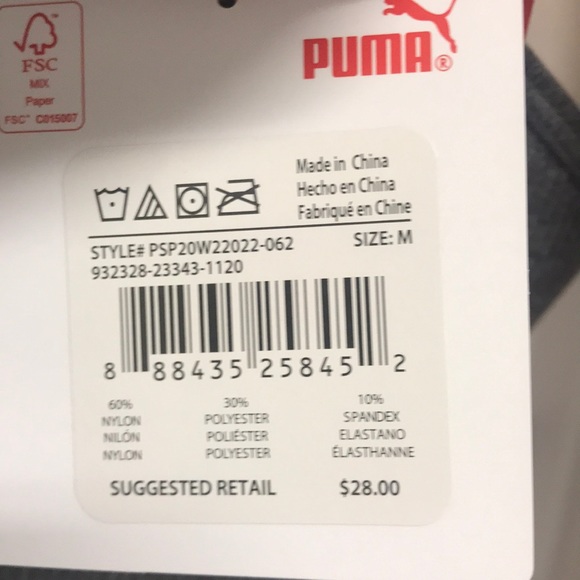 FSC
MIX
Paper
FSC™ C015007
PUMA®
Made in China
Hecho en China
Fabriqué en Chine
STYLE# PSP20W22022-062 SIZE: M
932328-23343-1120
8 88435 25845 2
60% 30% 10%
NYLON POLYESTER SPANDEX
NILÓN POLIÉSTER ELASTANO
NYLON POLYESTER ÉLASTHANNE
SUGGESTED RETAIL $28.00